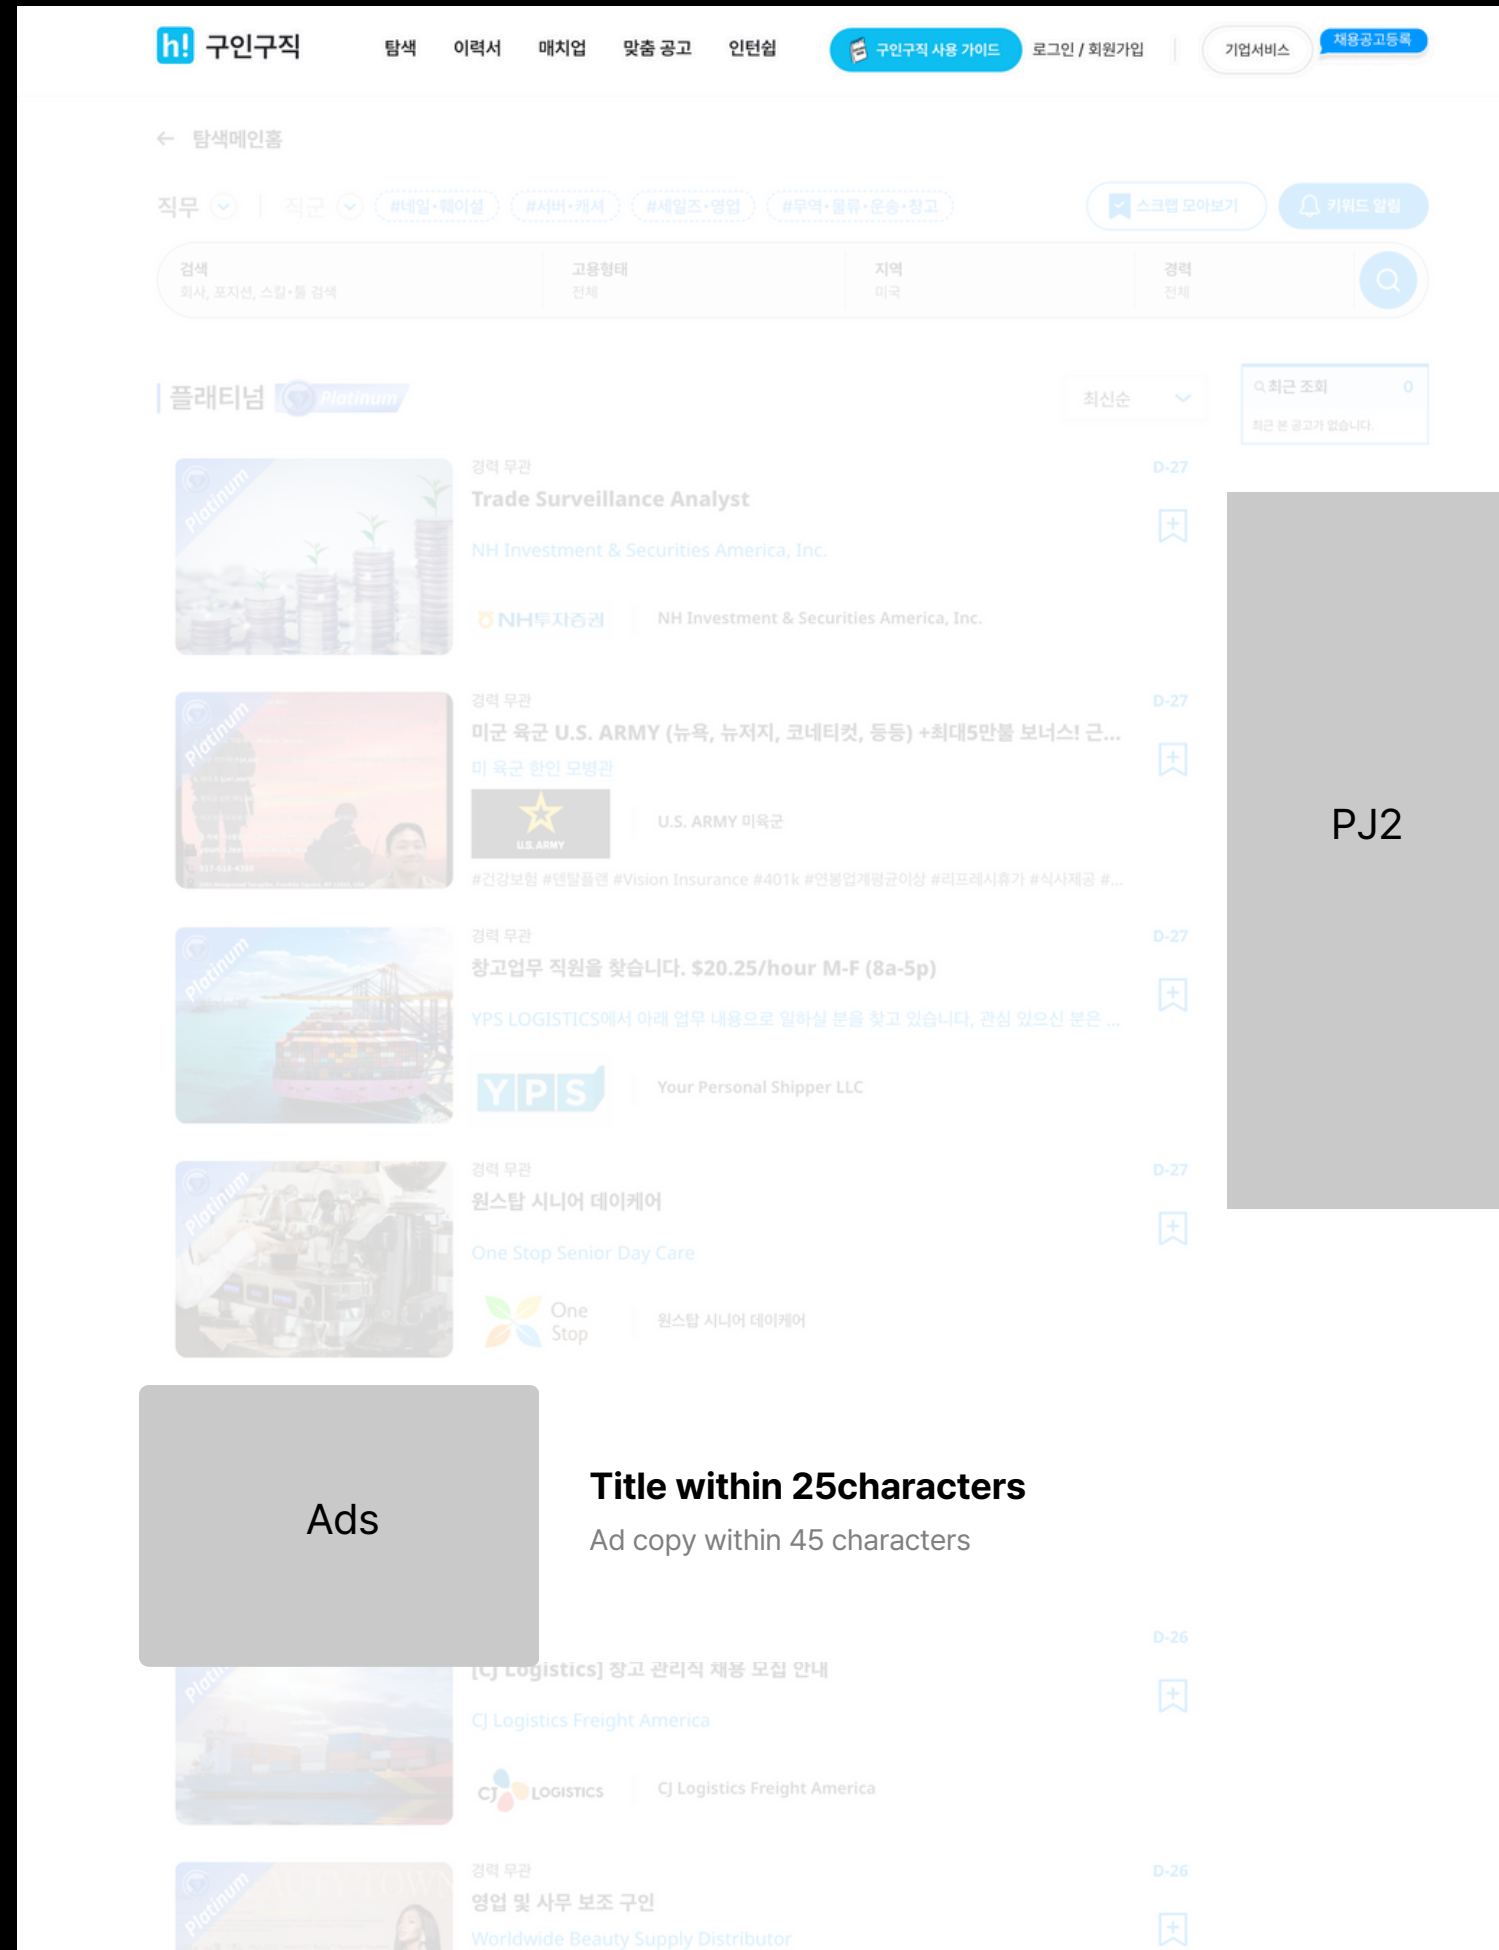 h! 구인구직
탐색 이력서 매치업 맞춤 공고 인턴쉽 구인구직 사용 가이드 로그인 / 회원가입 기업서비스 채용공고등록
← 탐색메인홈
직무 직군 #네일·훼이셜 #서버·캐셔 #세일즈·영업 #무역·물류·운송·창고 스크랩 모아보기 키워드 알림
검색 고용형태 지역 경력
회사, 포지션, 스킬·툴 검색 전체 미국 전체
플래티넘 Platinum 최신순
최근 조회 0
최근 본 공고가 없습니다.
Platinum
경력 무관 D-27
Trade Surveillance Analyst
NH Investment & Securities America, Inc.
NH투자증권 NH Investment & Securities America, Inc.
Platinum
경력 무관 D-27
미군 육군 U.S. ARMY (뉴욕, 뉴저지, 코네티컷, 등등) +최대5만불 보너스! 근...
미 육군 한인 모병관
U.S. ARMY U.S. ARMY 미육군
#건강보험 #덴탈플랜 #Vision Insurance #401k #연봉업계평균이상 #리프레시휴가 #식사제공 #...
PJ2
Platinum
경력 무관 D-27
창고업무 직원을 찾습니다. $20.25/hour M-F (8a-5p)
YPS LOGISTICS에서 아래 업무 내용으로 일하실 분을 찾고 있습니다, 관심 있으신 분은 ...
YPS Your Personal Shipper LLC
Platinum
경력 무관 D-27
원스탑 시니어 데이케어
One Stop Senior Day Care
One Stop 원스탑 시니어 데이케어
Ads
Title within 25characters
Ad copy within 45 characters
D-26
[CJ Logistics] 창고 관리직 채용 모집 안내
CJ Logistics Freight America
CJ LOGISTICS CJ Logistics Freight America
Platinum
경력 무관 D-26
영업 및 사무 보조 구인
Worldwide Beauty Supply Distributor